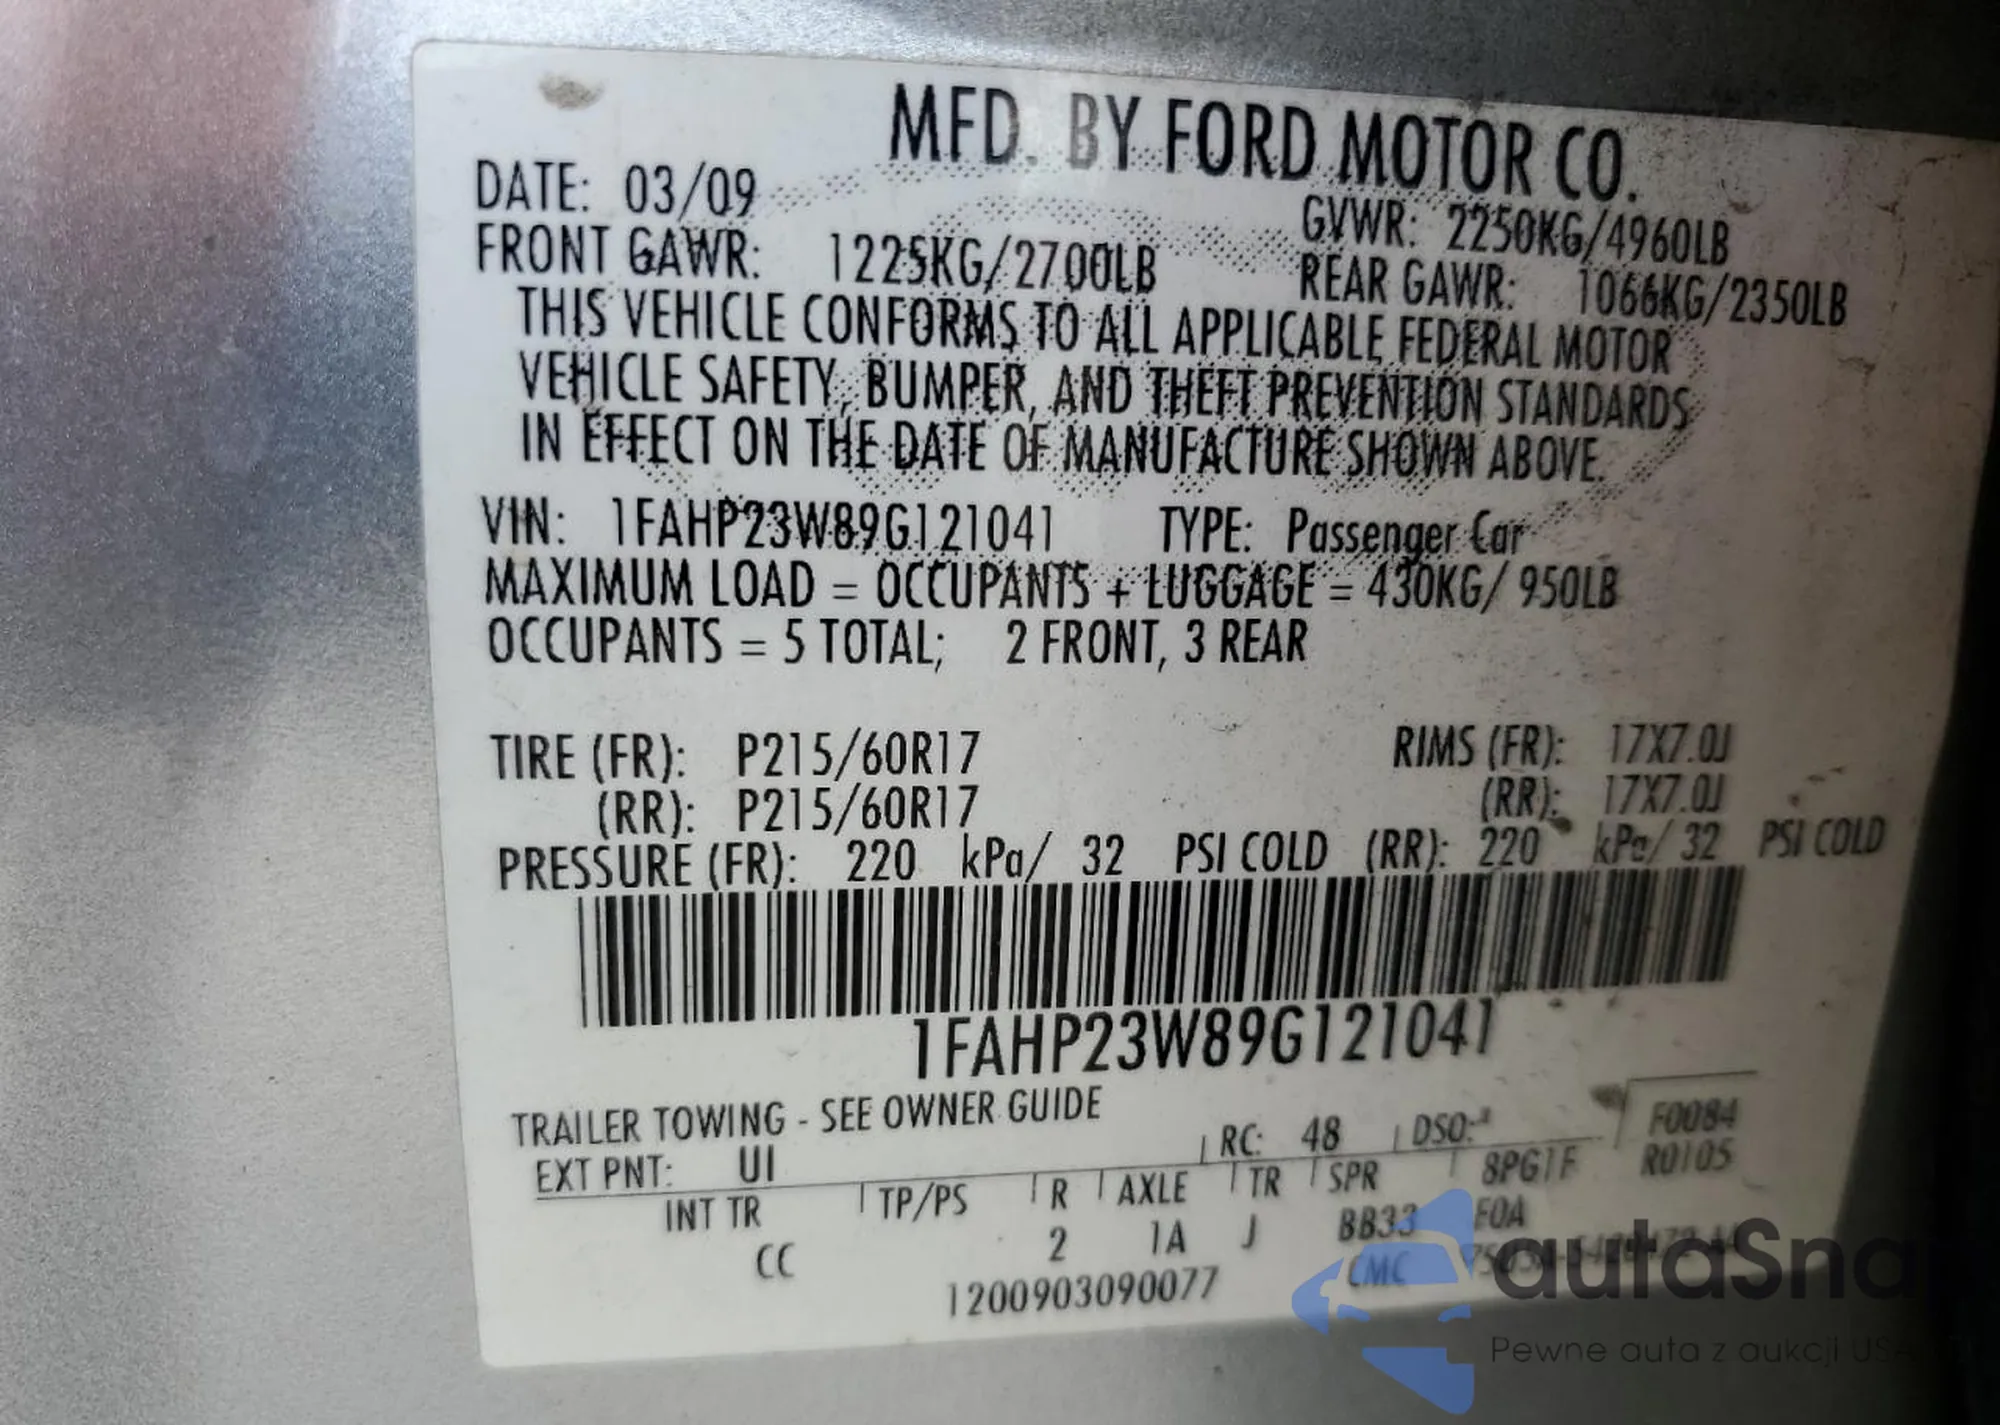 MFD. BY FORD MOTOR CO.
DATE: 03/09 GVWR: 2250KG/4960LB
FRONT GAWR: 1225KG/2700LB REAR GAWR: 1066KG/2350LB
THIS VEHICLE CONFORMS TO ALL APPLICABLE FEDERAL MOTOR
VEHICLE SAFETY, BUMPER, AND THEFT PREVENTION STANDARDS
IN EFFECT ON THE DATE OF MANUFACTURE SHOWN ABOVE.
VIN: 1FAHP23W89G121041 TYPE: Passenger Car
MAXIMUM LOAD = OCCUPANTS + LUGGAGE = 430KG/ 950LB
OCCUPANTS = 5 TOTAL; 2 FRONT, 3 REAR
TIRE (FR): P215/60R17 RIMS (FR): 17X7.0J
(RR): P215/60R17 (RR): 17X7.0J
PRESSURE (FR): 220 kPa/ 32 PSI COLD (RR): 220 kPa/ 32 PSI COLD
1FAHP23W89G121041
TRAILER TOWING - SEE OWNER GUIDE
EXT PNT: UI RC: 48 DSO: F0084
INT TR TP/PS R AXLE TR SPR 8PG1F R0105
CC 2 1A J BB33 F0A
1200903090077 CMC
autaSna
Pewne auta z aukcji